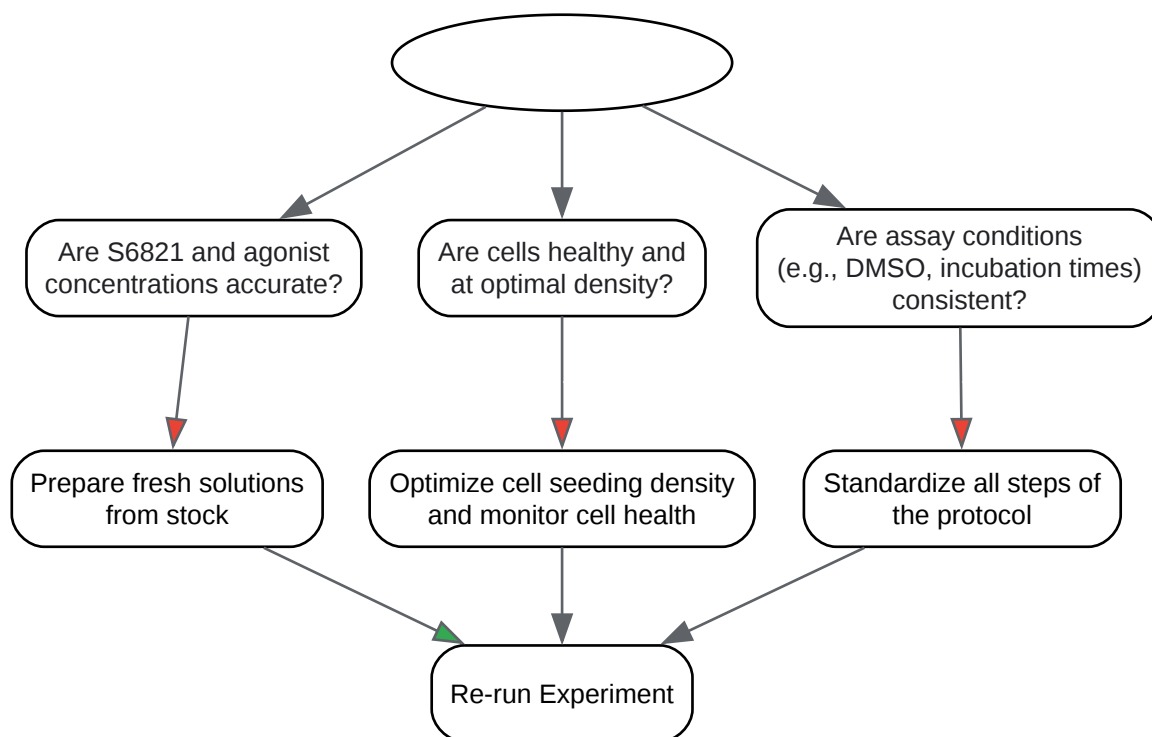 Are S6821 and agonist
concentrations accurate?
Are cells healthy and
at optimal density?
Are assay conditions
(e.g., DMSO, incubation times)
consistent?
Prepare fresh solutions
from stock
Optimize cell seeding density
and monitor cell health
Standardize all steps of
the protocol
Re-run Experiment